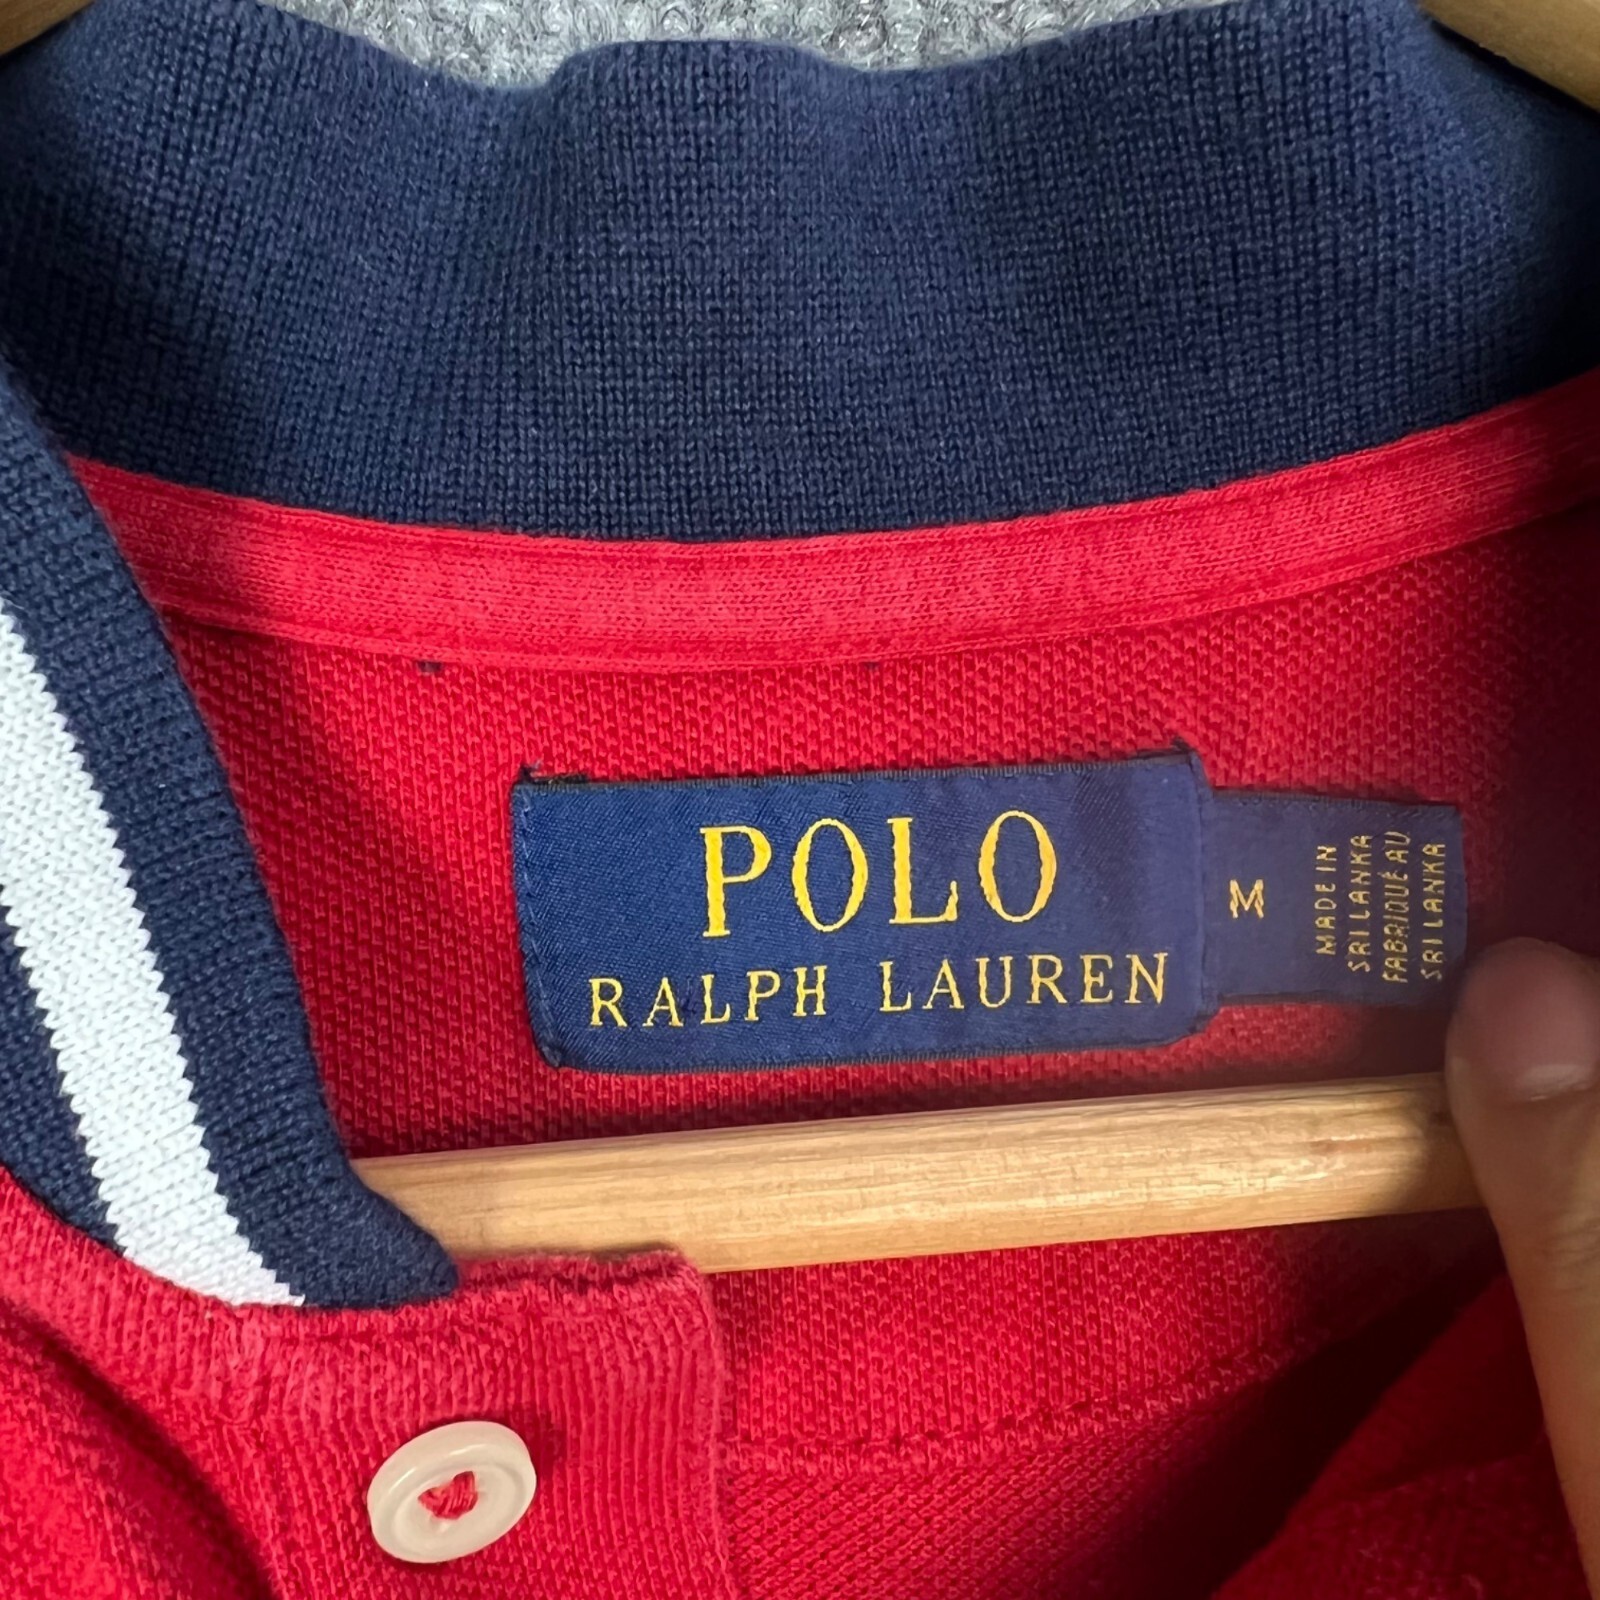 POLO
RALPH LAUREN
M
MADE IN
SRI LANKA
FABRIQUÉ AU
SRI LANKA